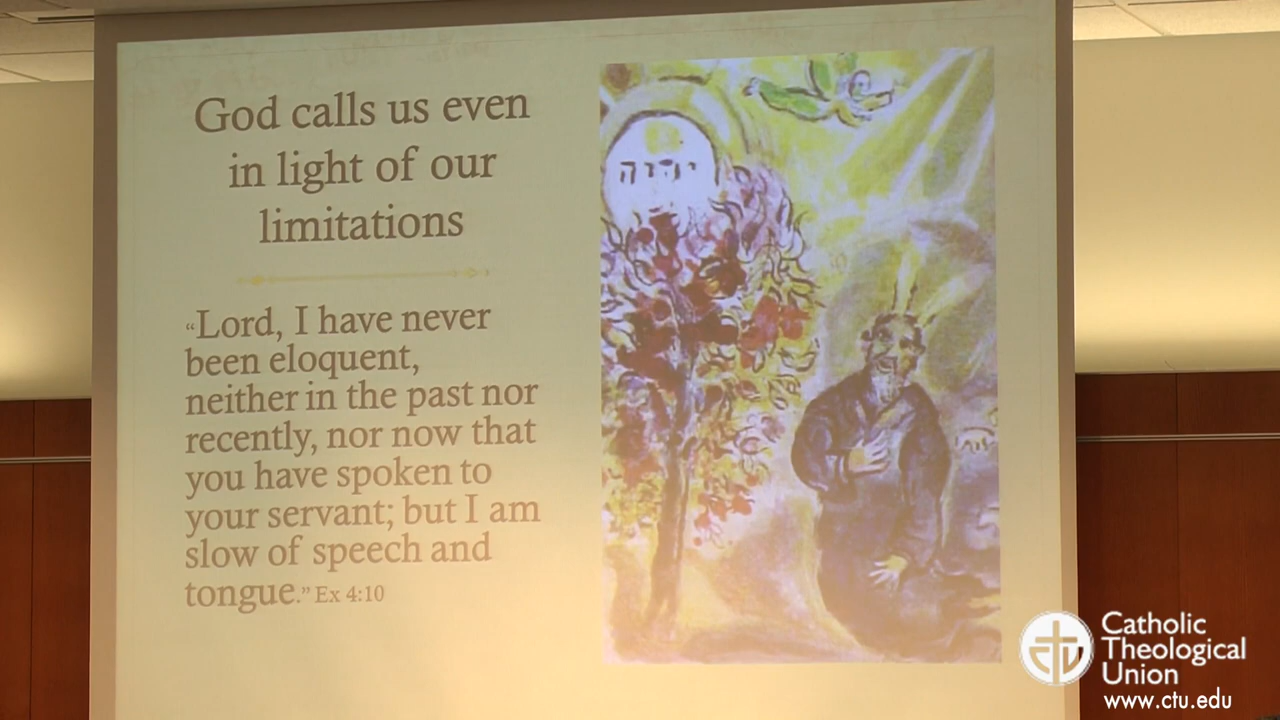 God calls us even
in light of our
limitations
“Lord, I have never
been eloquent,
neither in the past nor
recently, nor now that
you have spoken to
your servant; but I am
slow of speech and
tongue.” Ex 4:10
יהוה
Catholic
Theological
Union
www.ctu.edu